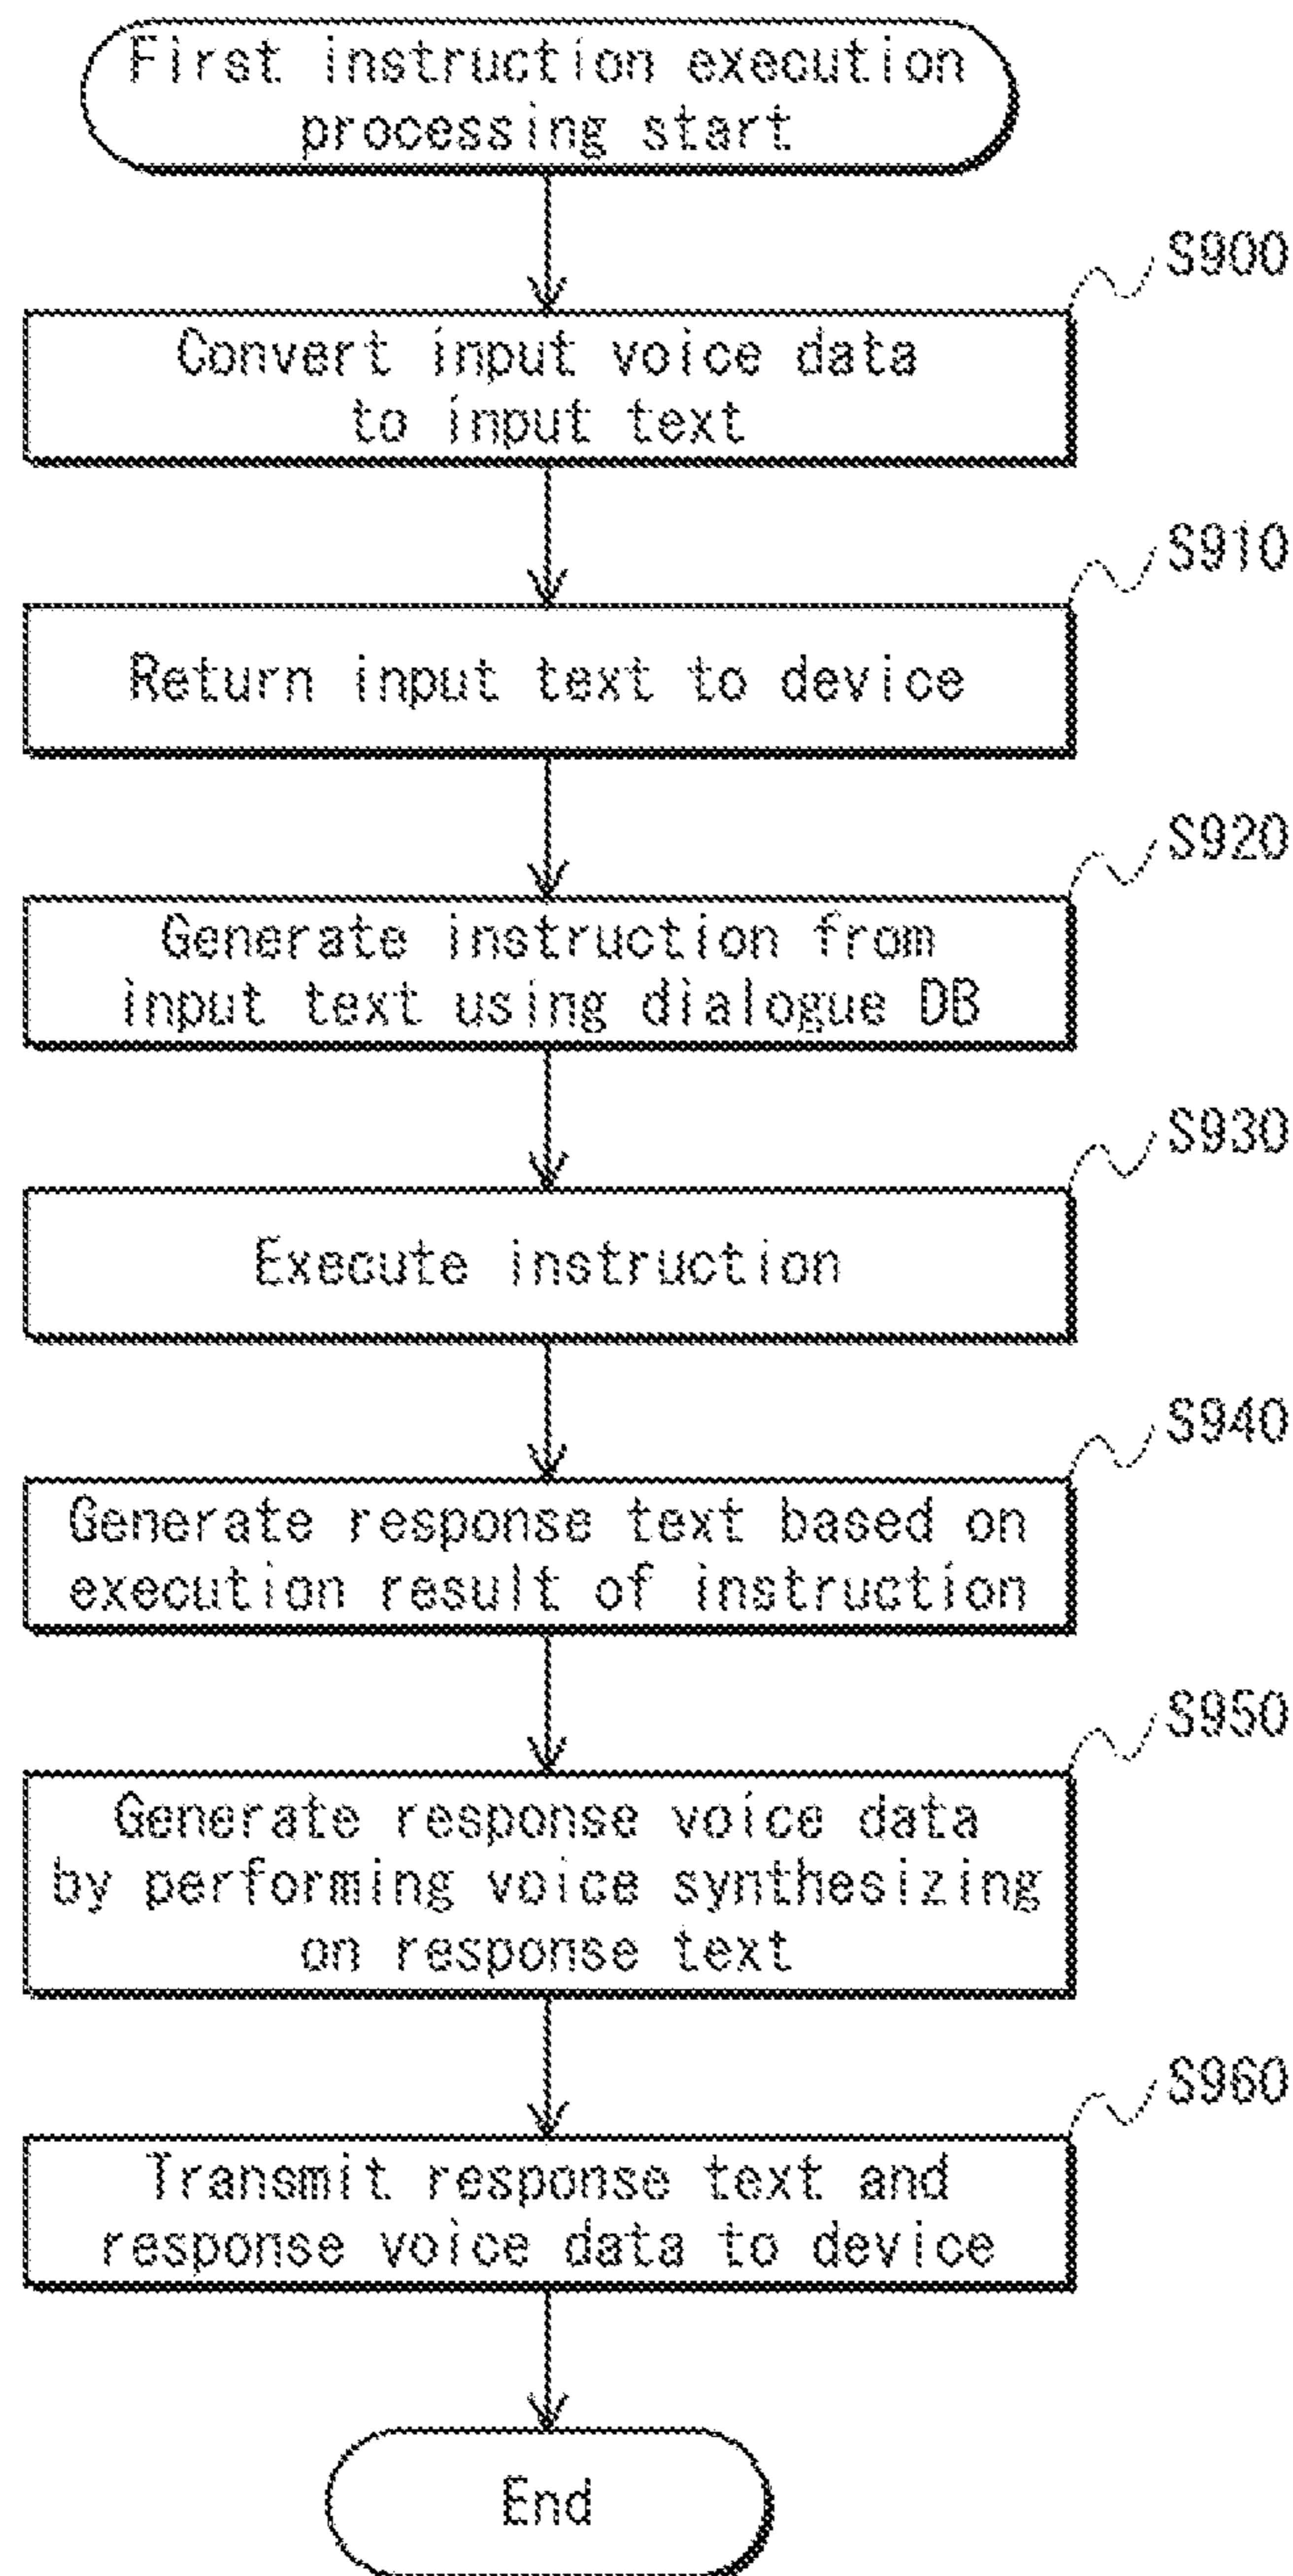 First instruction execution
processing start
S900
Convert input voice data
to input text
S910
Return input text to device
S920
Generate instruction from
input text using dialogue DB
S930
Execute instruction
S940
Generate response text based on
execution result of instruction
S950
Generate response voice data
by performing voice synthesizing
on response text
S960
Transmit response text and
response voice data to device
End